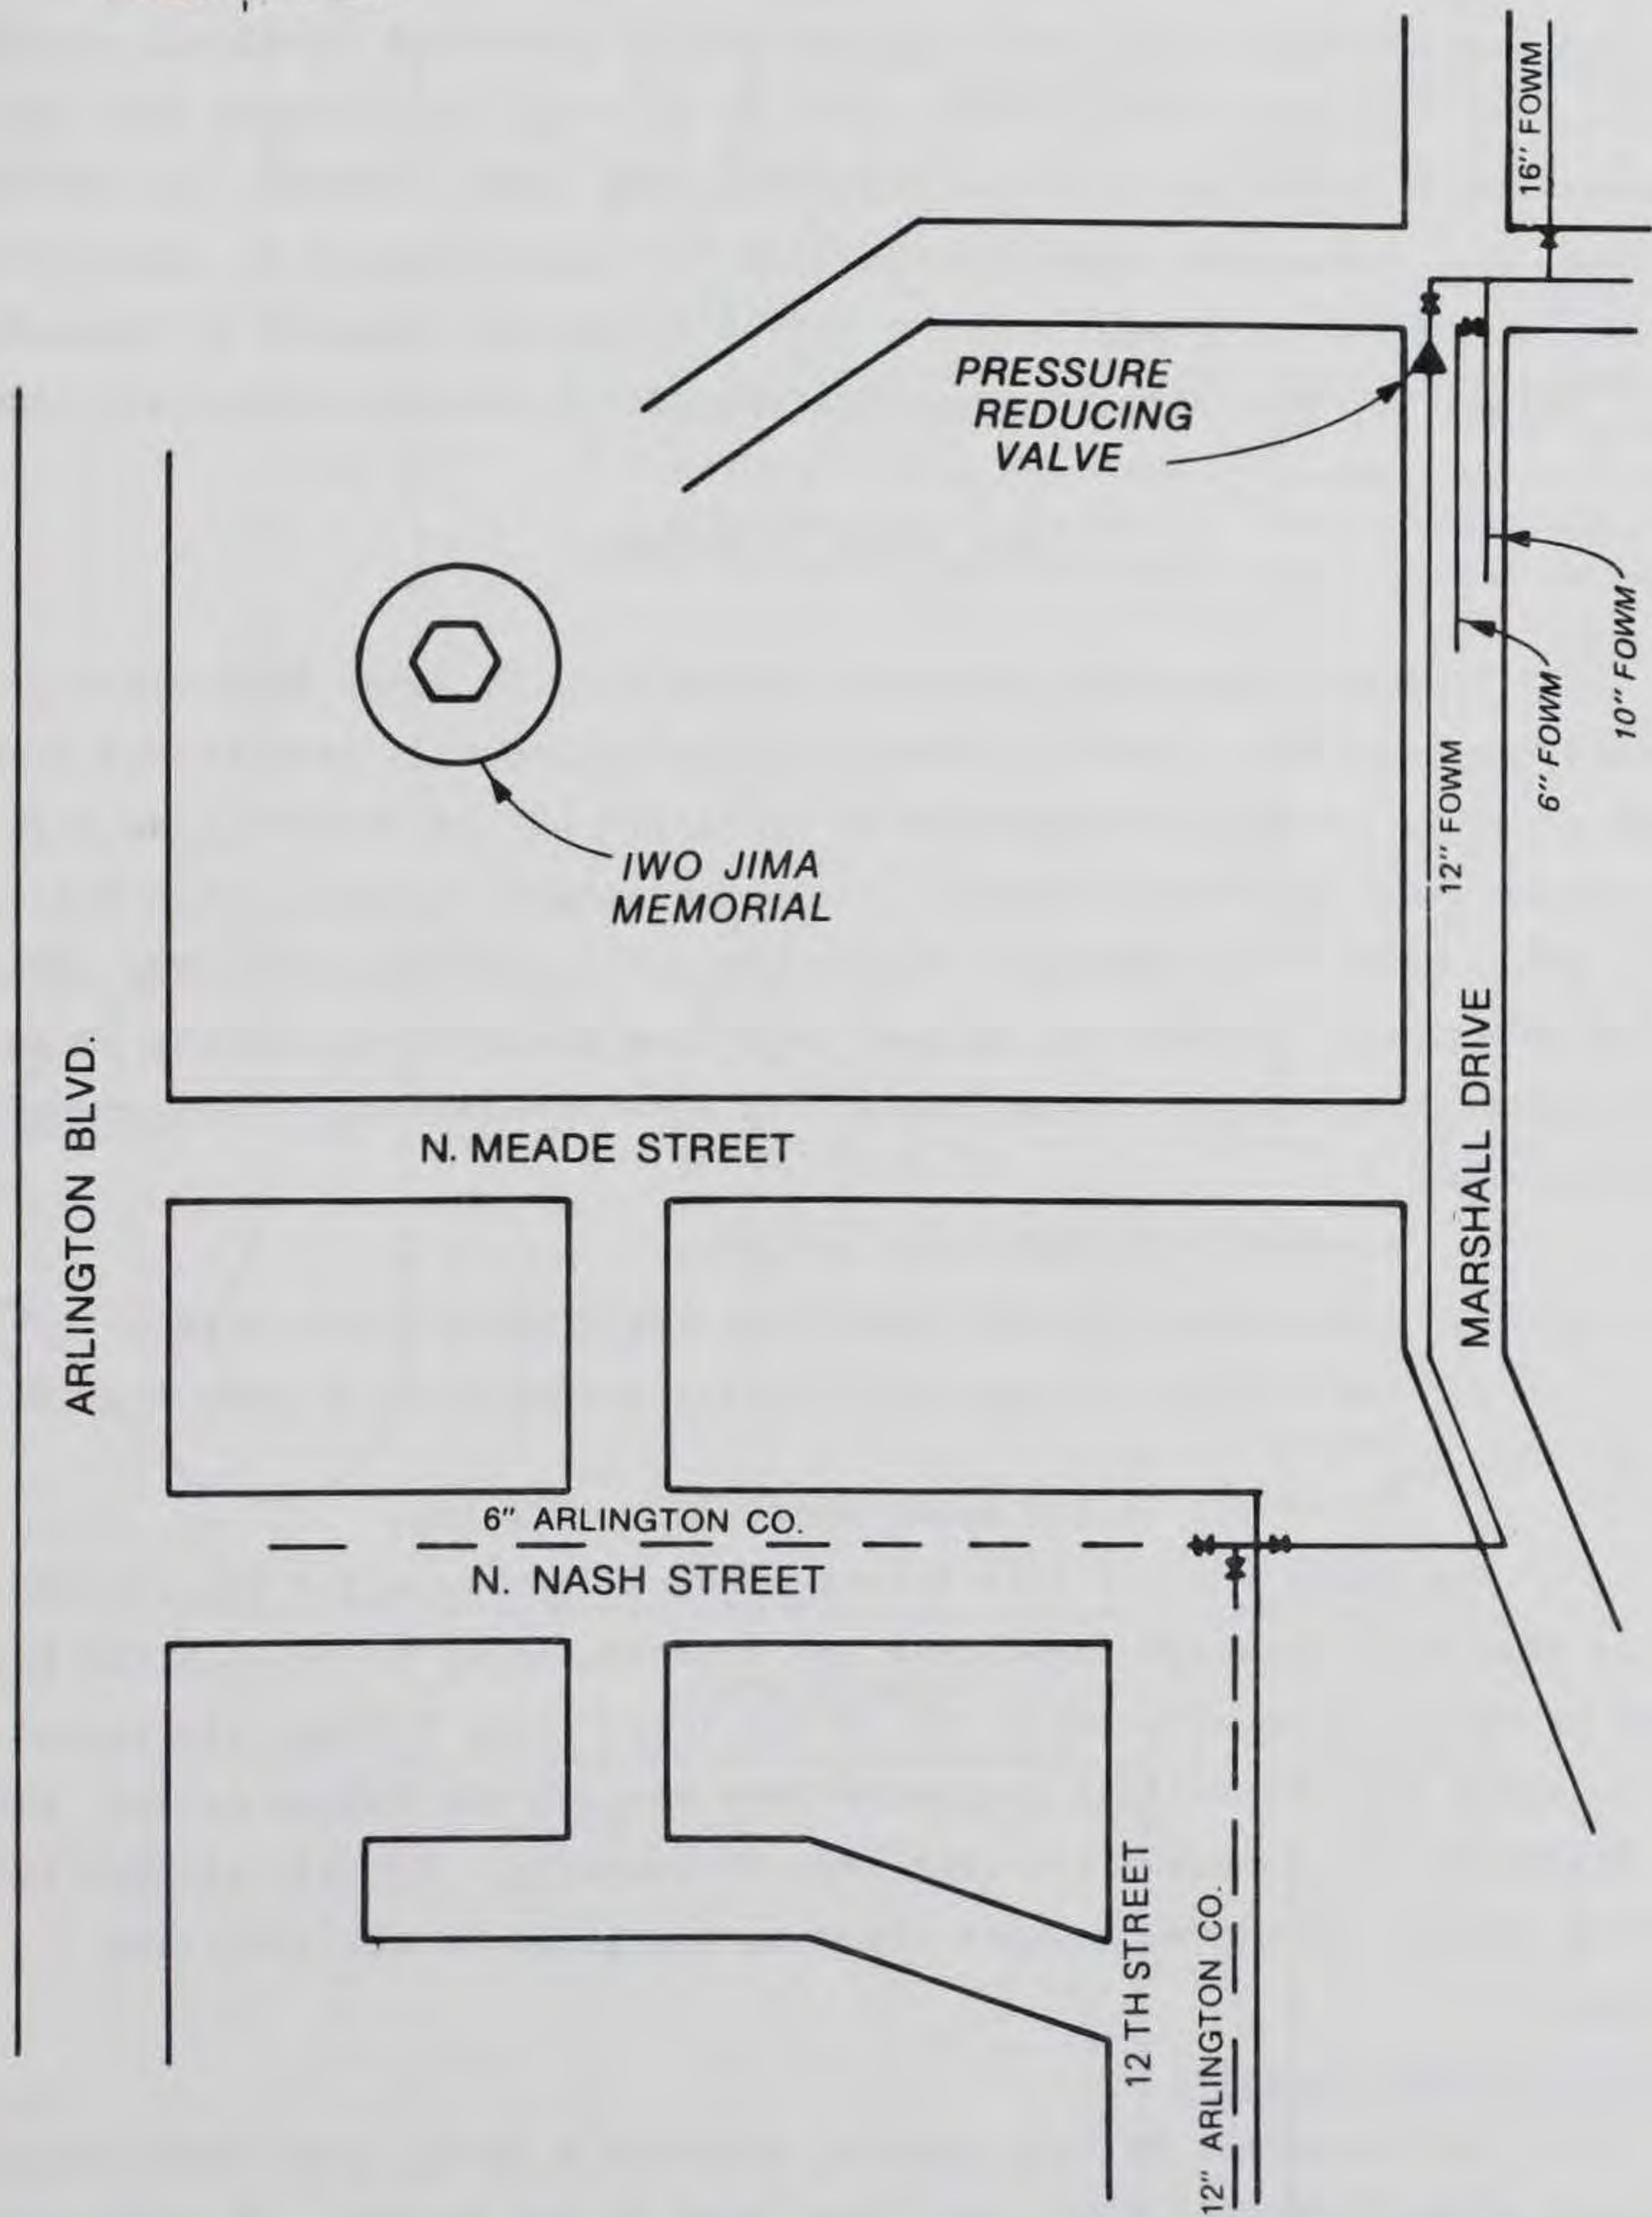 16" FOWM
PRESSURE
REDUCING
VALVE
10" FOWM
6" FOWM
12" FOWM
IWO JIMA
MEMORIAL
MARSHALL DRIVE
ARLINGTON BLVD.
N. MEADE STREET
6" ARLINGTON CO.
N. NASH STREET
12 TH STREET
12" ARLINGTON CO.